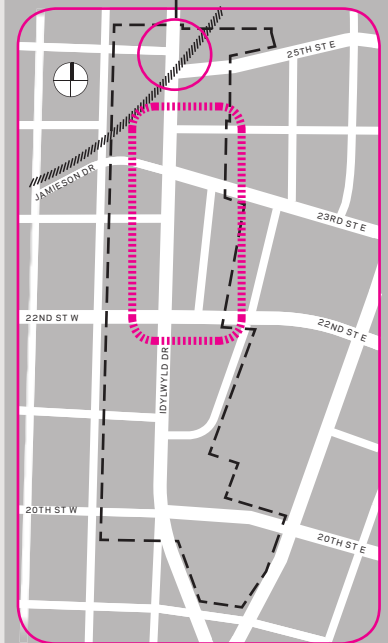 25TH ST E
JAMIESON DR
23RD ST E
22ND ST W
22ND ST E
IDYLWYLD DR
20TH ST W
20TH ST E